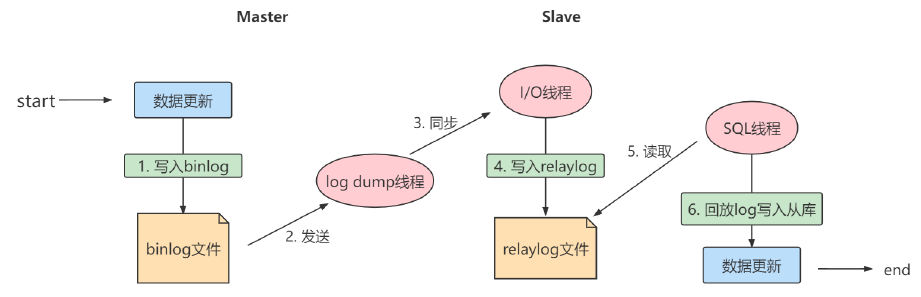 Master
Slave
start
数据更新
1. 写入binlog
binlog文件
2. 发送
log dump线程
3. 同步
I/O线程
4. 写入relaylog
relaylog文件
5. 读取
SQL线程
6. 回放log写入从库
数据更新
end